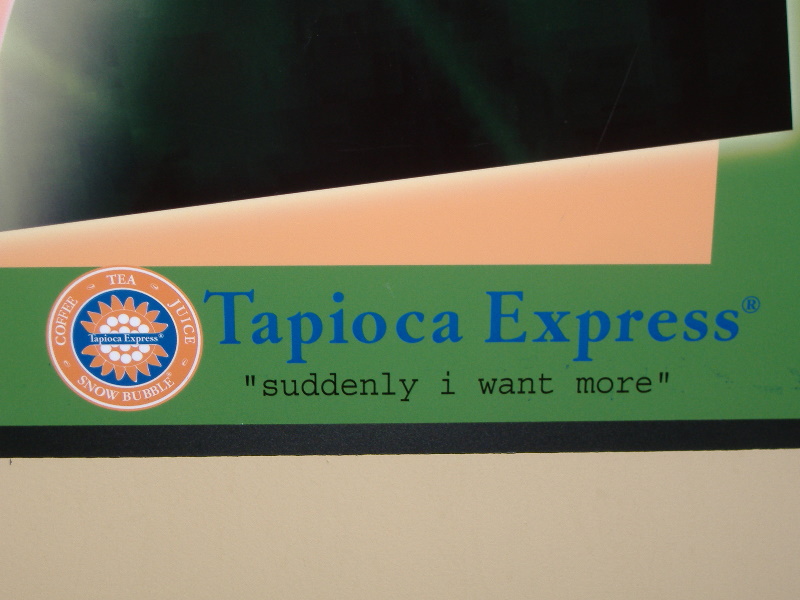 TEA
COFFEE
JUICE
Tapioca Express®
SNOW BUBBLE®
Tapioca Express®
"suddenly i want more"